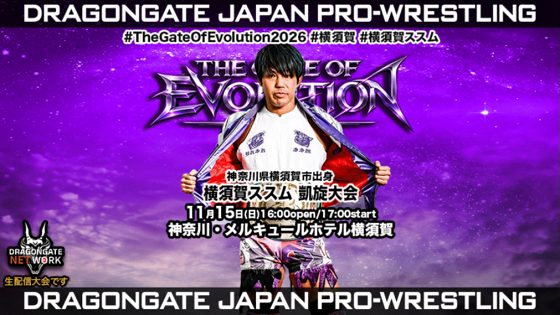 DRAGONGATE JAPAN PRO-WRESTLING
#TheGateOfEvolution2026 #横須賀 #横須賀ススム
THE GATE OF
EVOLUTION
神奈川県横須賀市出身
横須賀ススム 凱旋大会
11月15日(日)16:00open/17:00start
神奈川・メルキュールホテル横須賀
DRAGONGATE
NETWORK
生配信大会です
DRAGONGATE JAPAN PRO-WRESTLING